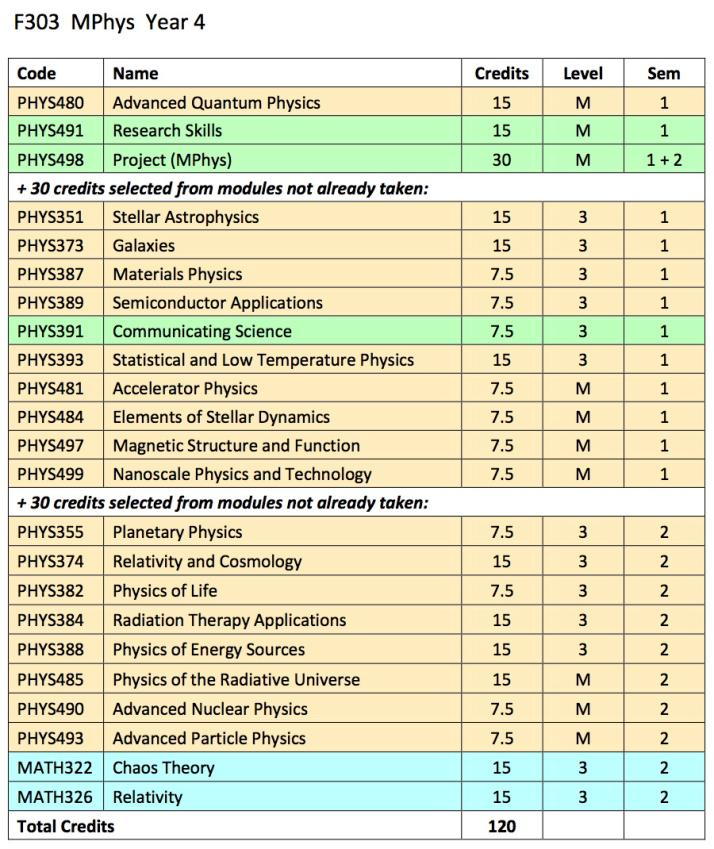 F303 MPhys Year 4
Code Name Credits Level Sem
PHYS480 Advanced Quantum Physics 15 M 1
PHYS491 Research Skills 15 M 1
PHYS498 Project (MPhys) 30 M 1 + 2
+ 30 credits selected from modules not already taken:
PHYS351 Stellar Astrophysics 15 3 1
PHYS373 Galaxies 15 3 1
PHYS387 Materials Physics 7.5 3 1
PHYS389 Semiconductor Applications 7.5 3 1
PHYS391 Communicating Science 7.5 3 1
PHYS393 Statistical and Low Temperature Physics 15 3 1
PHYS481 Accelerator Physics 7.5 M 1
PHYS484 Elements of Stellar Dynamics 7.5 M 1
PHYS497 Magnetic Structure and Function 7.5 M 1
PHYS499 Nanoscale Physics and Technology 7.5 M 1
+ 30 credits selected from modules not already taken:
PHYS355 Planetary Physics 7.5 3 2
PHYS374 Relativity and Cosmology 15 3 2
PHYS382 Physics of Life 7.5 3 2
PHYS384 Radiation Therapy Applications 15 3 2
PHYS388 Physics of Energy Sources 15 3 2
PHYS485 Physics of the Radiative Universe 15 M 2
PHYS490 Advanced Nuclear Physics 7.5 M 2
PHYS493 Advanced Particle Physics 7.5 M 2
MATH322 Chaos Theory 15 3 2
MATH326 Relativity 15 3 2
Total Credits 120